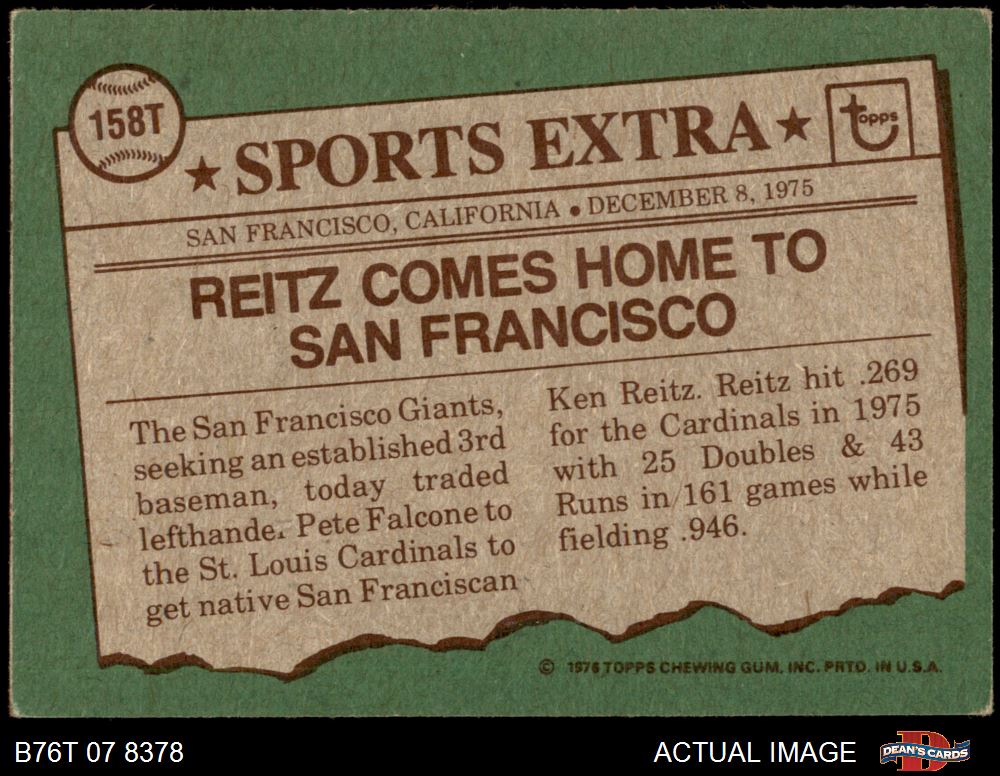 158T
★ SPORTS EXTRA ★
Topps
SAN FRANCISCO, CALIFORNIA • DECEMBER 8, 1975
REITZ COMES HOME TO
SAN FRANCISCO
The San Francisco Giants,
seeking an established 3rd
baseman, today traded
lefthande. Pete Falcone to
the St. Louis Cardinals to
get native San Franciscan
Ken Reitz. Reitz hit .269
for the Cardinals in 1975
with 25 Doubles & 43
Runs in 161 games while
fielding .946.
© 1976 TOPPS CHEWING GUM, INC. PRTD. IN U.S.A.
B76T 07 8378
ACTUAL IMAGE
DEAN'S CARDS